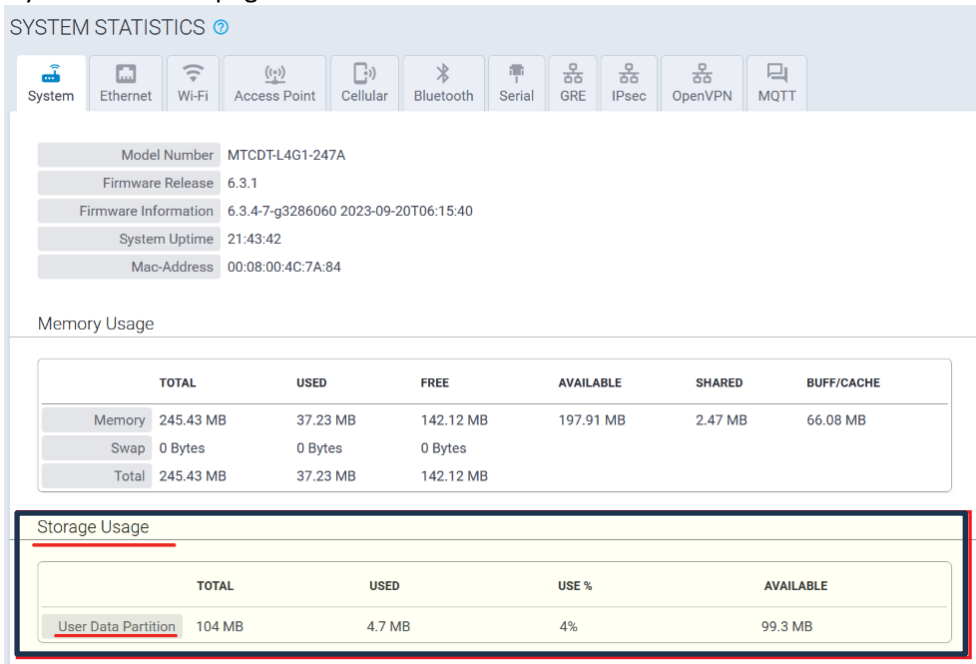 SYSTEM STATISTICS ?
System Ethernet Wi-Fi Access Point Cellular Bluetooth Serial GRE IPsec OpenVPN MQTT
Model Number MTCDT-L4G1-247A
Firmware Release 6.3.1
Firmware Information 6.3.4-7-g3286060 2023-09-20T06:15:40
System Uptime 21:43:42
Mac-Address 00:08:00:4C:7A:84
Memory Usage
TOTAL USED FREE AVAILABLE SHARED BUFF/CACHE
Memory 245.43 MB 37.23 MB 142.12 MB 197.91 MB 2.47 MB 66.08 MB
Swap 0 Bytes 0 Bytes 0 Bytes
Total 245.43 MB 37.23 MB 142.12 MB
Storage Usage
TOTAL USED USE % AVAILABLE
User Data Partition 104 MB 4.7 MB 4% 99.3 MB